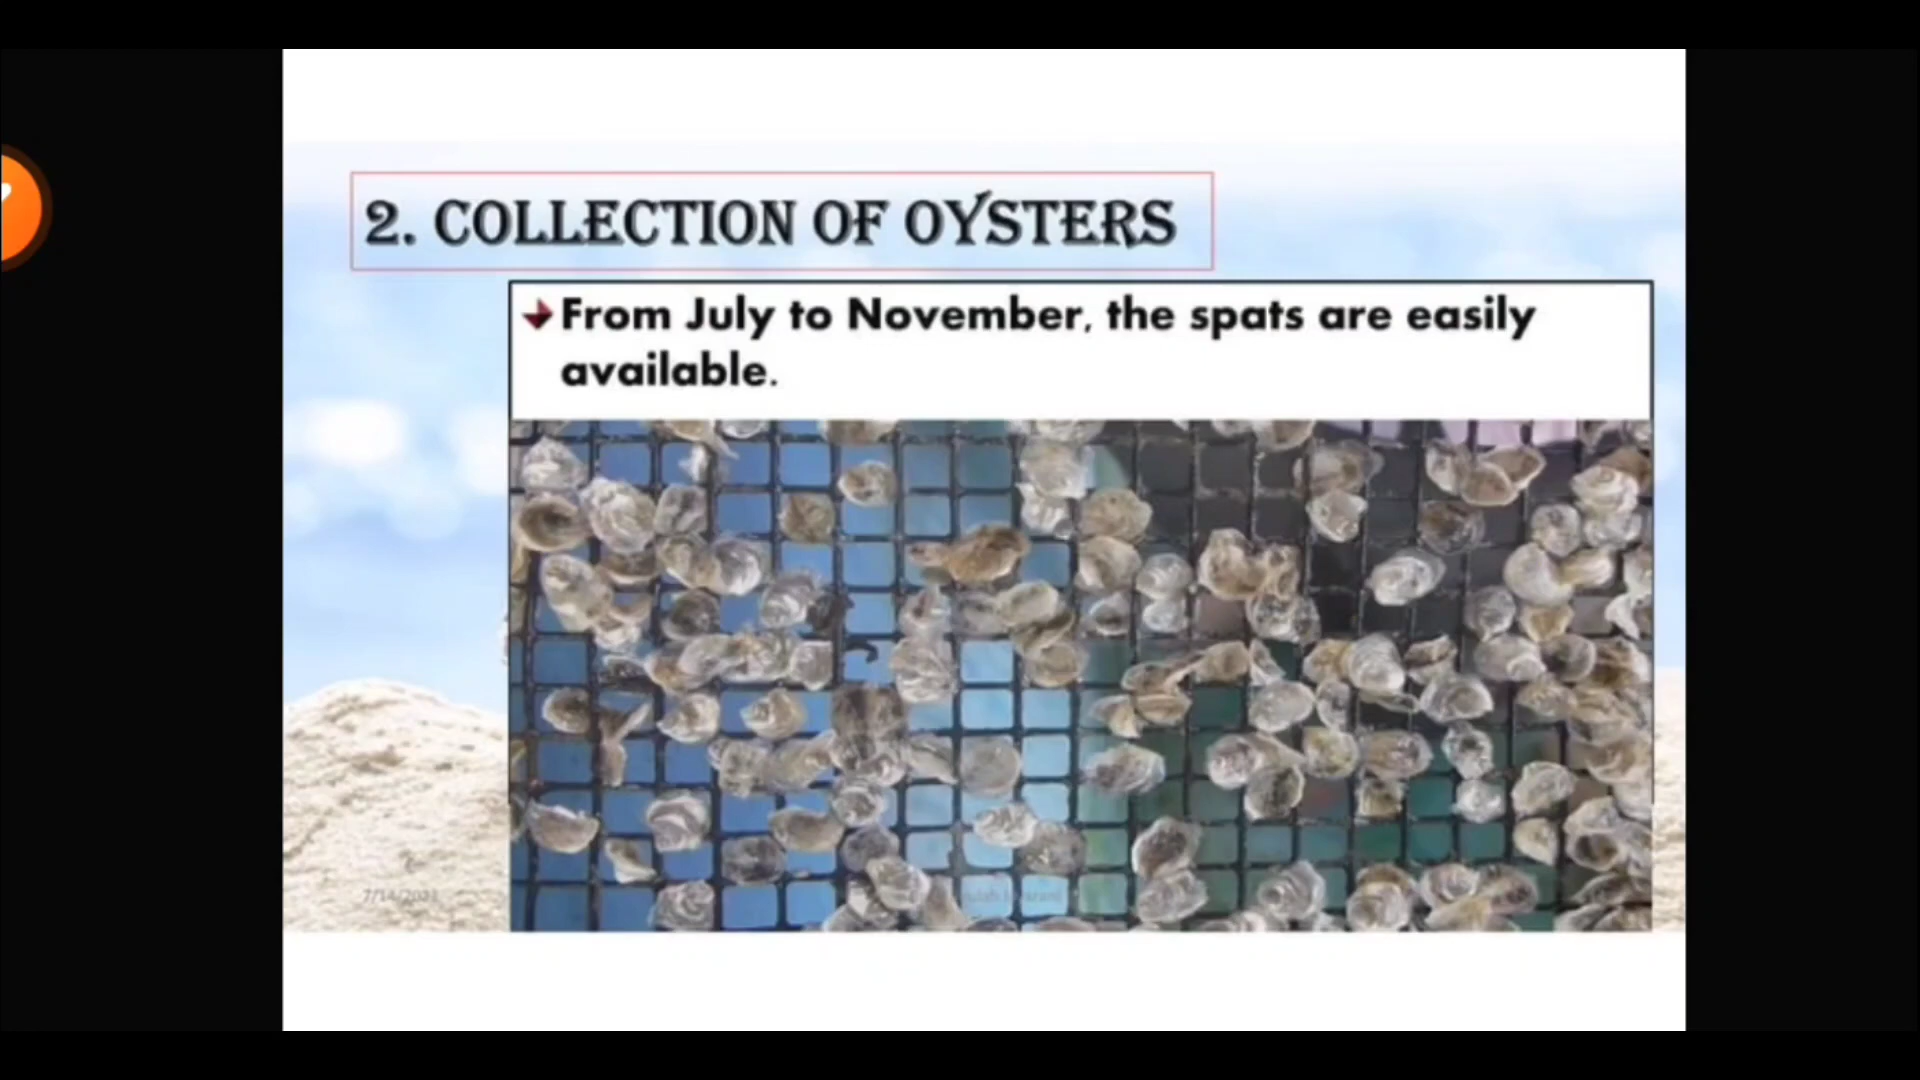 2. COLLECTION OF OYSTERS
From July to November, the spats are easily
available.